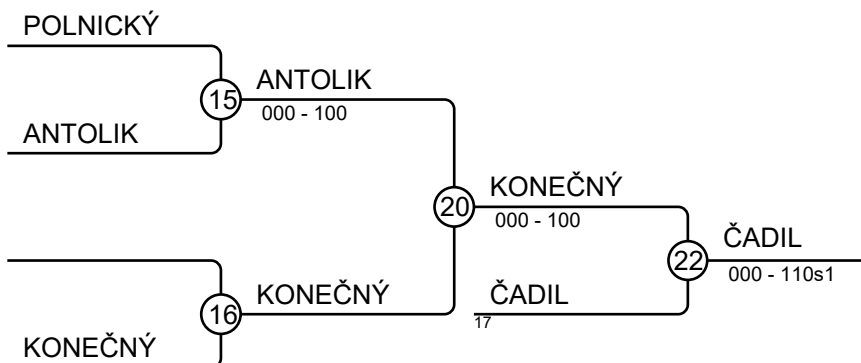 POLNICKÝ
15
ANTOLIK
000 - 100
ANTOLIK
20
KONEČNÝ
000 - 100
22
ČADIL
000 - 110s1
16
KONEČNÝ
ČADIL
17
KONEČNÝ